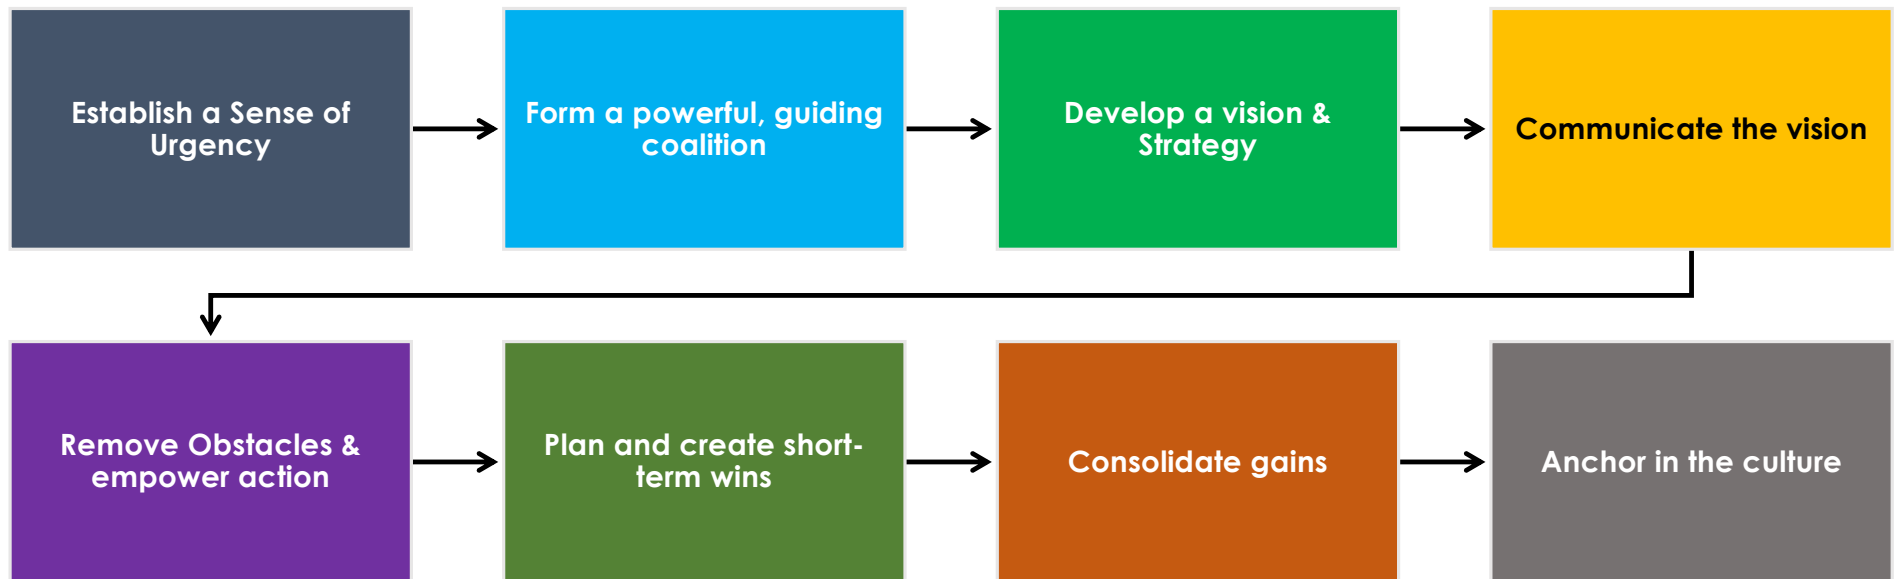 Establish a Sense of
Urgency
Form a powerful, guiding
coalition
Develop a vision &
Strategy
Communicate the vision
Remove Obstacles &
empower action
Plan and create short-
term wins
Consolidate gains
Anchor in the culture